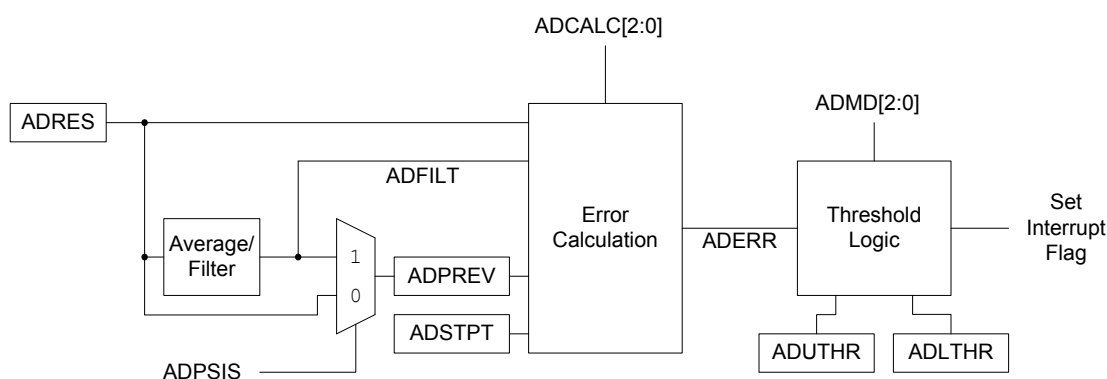 ADCALC[2:0]
ADMD[2:0]
ADRES
ADFILT
Error
Calculation
Set
Interrupt
Flag
Threshold
Logic
Average/
Filter
1
0
ADERR
ADPREV
ADSTPT
ADUTHR
ADLTHR
ADPSIS